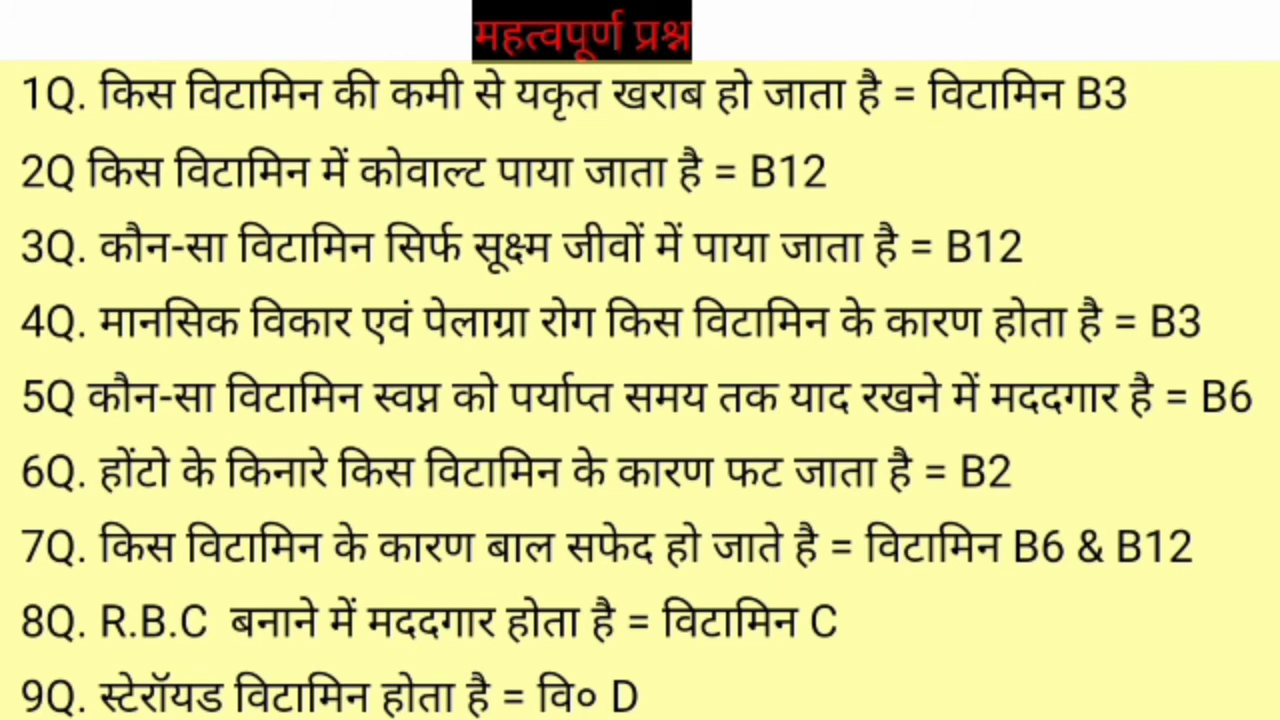 महत्वपूर्ण प्रश्न
1Q. किस विटामिन की कमी से यकृत खराब हो जाता है = विटामिन B3
2Q किस विटामिन में कोवाल्ट पाया जाता है = B12
3Q. कौन-सा विटामिन सिर्फ सूक्ष्म जीवों में पाया जाता है = B12
4Q. मानसिक विकार एवं पेलाग्रा रोग किस विटामिन के कारण होता है = B3
5Q कौन-सा विटामिन स्वप्न को पर्याप्त समय तक याद रखने में मददगार है = B6
6Q. होंटो के किनारे किस विटामिन के कारण फट जाता है = B2
7Q. किस विटामिन के कारण बाल सफेद हो जाते है = विटामिन B6 & B12
8Q. R.B.C बनाने में मददगार होता है = विटामिन C
9Q. स्टेरॉयड विटामिन होता है = वि० D